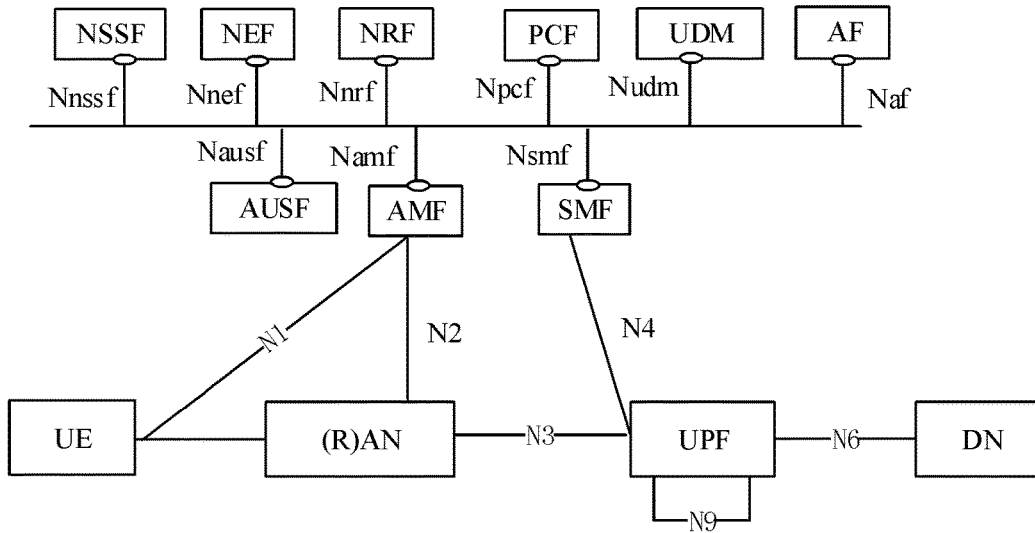 NSSF NEF NRF PCF UDM AF
Nnssf Nnef Nnrf Npcf Nudm Naf
Nausf Namf Nsmf
AUSF AMF SMF
N1 N2 N4
UE (R)AN N3 UPF N6 DN
N9